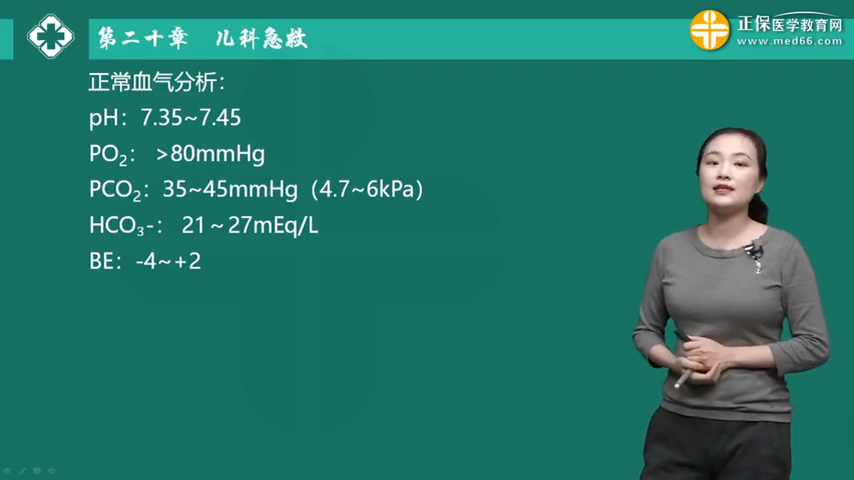 第二十章 儿科急救
正保医学教育网
www.med66.com
正常血气分析：
pH：7.35~7.45
PO₂： >80mmHg
PCO₂：35~45mmHg（4.7~6kPa）
HCO₃-： 21～27mEq/L
BE：-4~+2